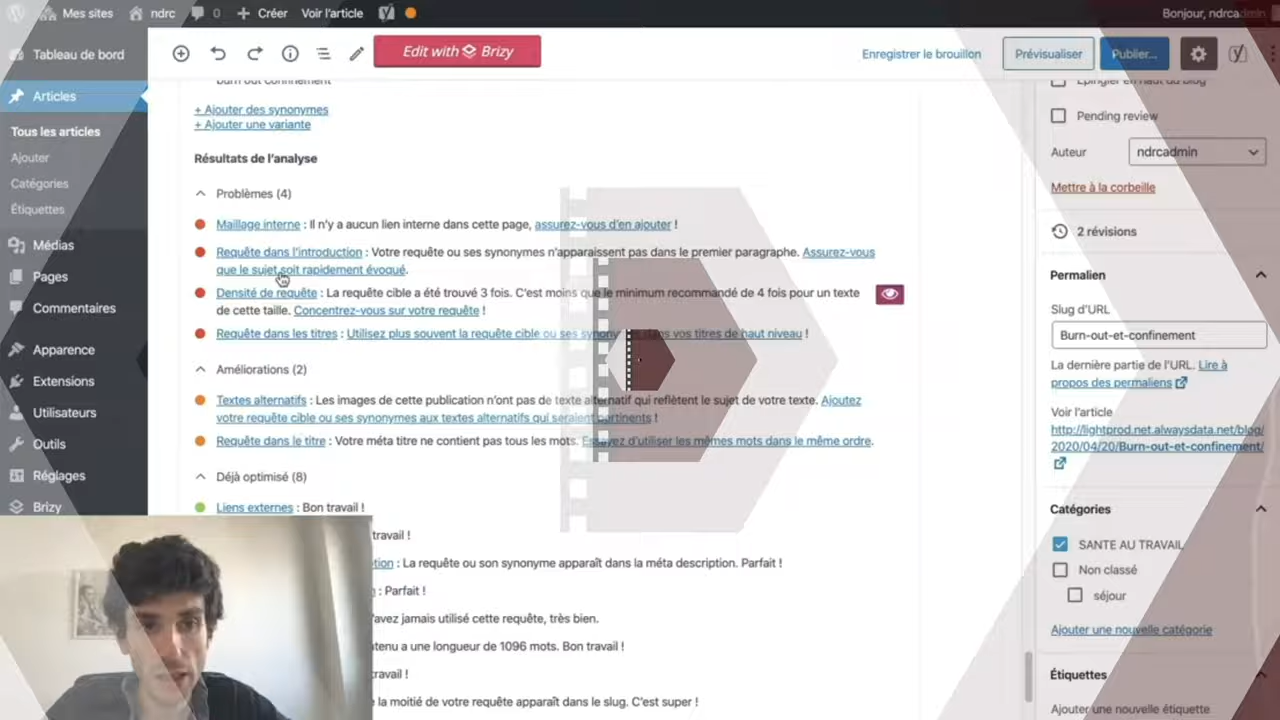 Mes sites
ndrc
0
Créer
Voir l'article
Bonjour, ndrcadmin
Tableau de bord
Edit with Brizy
Enregistrer le brouillon
Prévisualiser
Publier...
Articles
Tous les articles
Ajouter
Catégories
Étiquettes
Médias
Pages
Commentaires
Apparence
Extensions
Utilisateurs
Outils
Réglages
Brizy
Burn out Confinement
+ Ajouter des synonymes
+ Ajouter une variante
Résultats de l'analyse
Problèmes (4)
Maillage interne : Il n'y a aucun lien interne dans cette page, assurez-vous d'en ajouter !
Requête dans l'introduction : Votre requête ou ses synonymes n'apparaissent pas dans le premier paragraphe. Assurez-vous
que le sujet soit rapidement évoqué.
Densité de requête : La requête cible a été trouvé 3 fois. C'est moins que le minimum recommandé de 4 fois pour un texte
de cette taille. Concentrez-vous sur votre requête !
Requête dans les titres : Utilisez plus souvent la requête cible ou ses synony dans vos titres de haut niveau !
Améliorations (2)
Textes alternatifs : Les images de cette publication n'ont pas de texte alternatif qui reflètent le sujet de votre texte. Ajoutez
votre requête cible ou ses synonymes aux textes alternatifs qui seraient pertinents !
Requête dans le titre : Votre méta titre ne contient pas tous les mots. Essayez d'utiliser les mêmes mots dans le même ordre.
Déjà optimisé (8)
Liens externes : Bon travail !
travail !
tion : La requête ou son synonyme apparaît dans la méta description. Parfait !
: Parfait !
'avez jamais utilisé cette requête, très bien.
tenu a une longueur de 1096 mots. Bon travail !
ravail !
la moitié de votre requête apparaît dans le slug. C'est super !
Épingler en haut du blog
Pending review
Auteur
ndrcadmin
Mettre à la corbeille
2 révisions
Permalien
Slug d'URL
Burn-out-et-confinement
La dernière partie de l'URL. Lire à
propos des permaliens
Voir l'article
http://lightprod.net.alwaysdata.net/blog/
2020/04/20/Burn-out-et-confinement/
Catégories
SANTE AU TRAVAIL
Non classé
séjour
Ajouter une nouvelle catégorie
Étiquettes
Ajouter une nouvelle étiquette